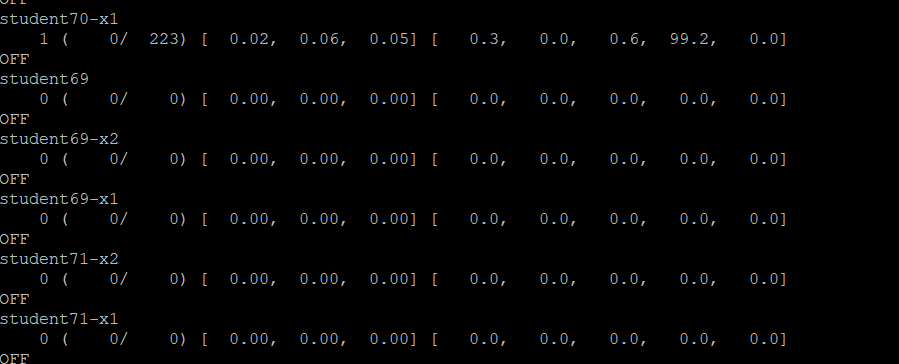 OFF
student70-x1
    1 (    0/  223) [  0.02,  0.06,  0.05] [   0.3,   0.0,   0.6,  99.2,   0.0]
OFF
student69
    0 (    0/    0) [  0.00,  0.00,  0.00] [   0.0,   0.0,   0.0,   0.0,   0.0]
OFF
student69-x2
    0 (    0/    0) [  0.00,  0.00,  0.00] [   0.0,   0.0,   0.0,   0.0,   0.0]
OFF
student69-x1
    0 (    0/    0) [  0.00,  0.00,  0.00] [   0.0,   0.0,   0.0,   0.0,   0.0]
OFF
student71-x2
    0 (    0/    0) [  0.00,  0.00,  0.00] [   0.0,   0.0,   0.0,   0.0,   0.0]
OFF
student71-x1
    0 (    0/    0) [  0.00,  0.00,  0.00] [   0.0,   0.0,   0.0,   0.0,   0.0]
OFF